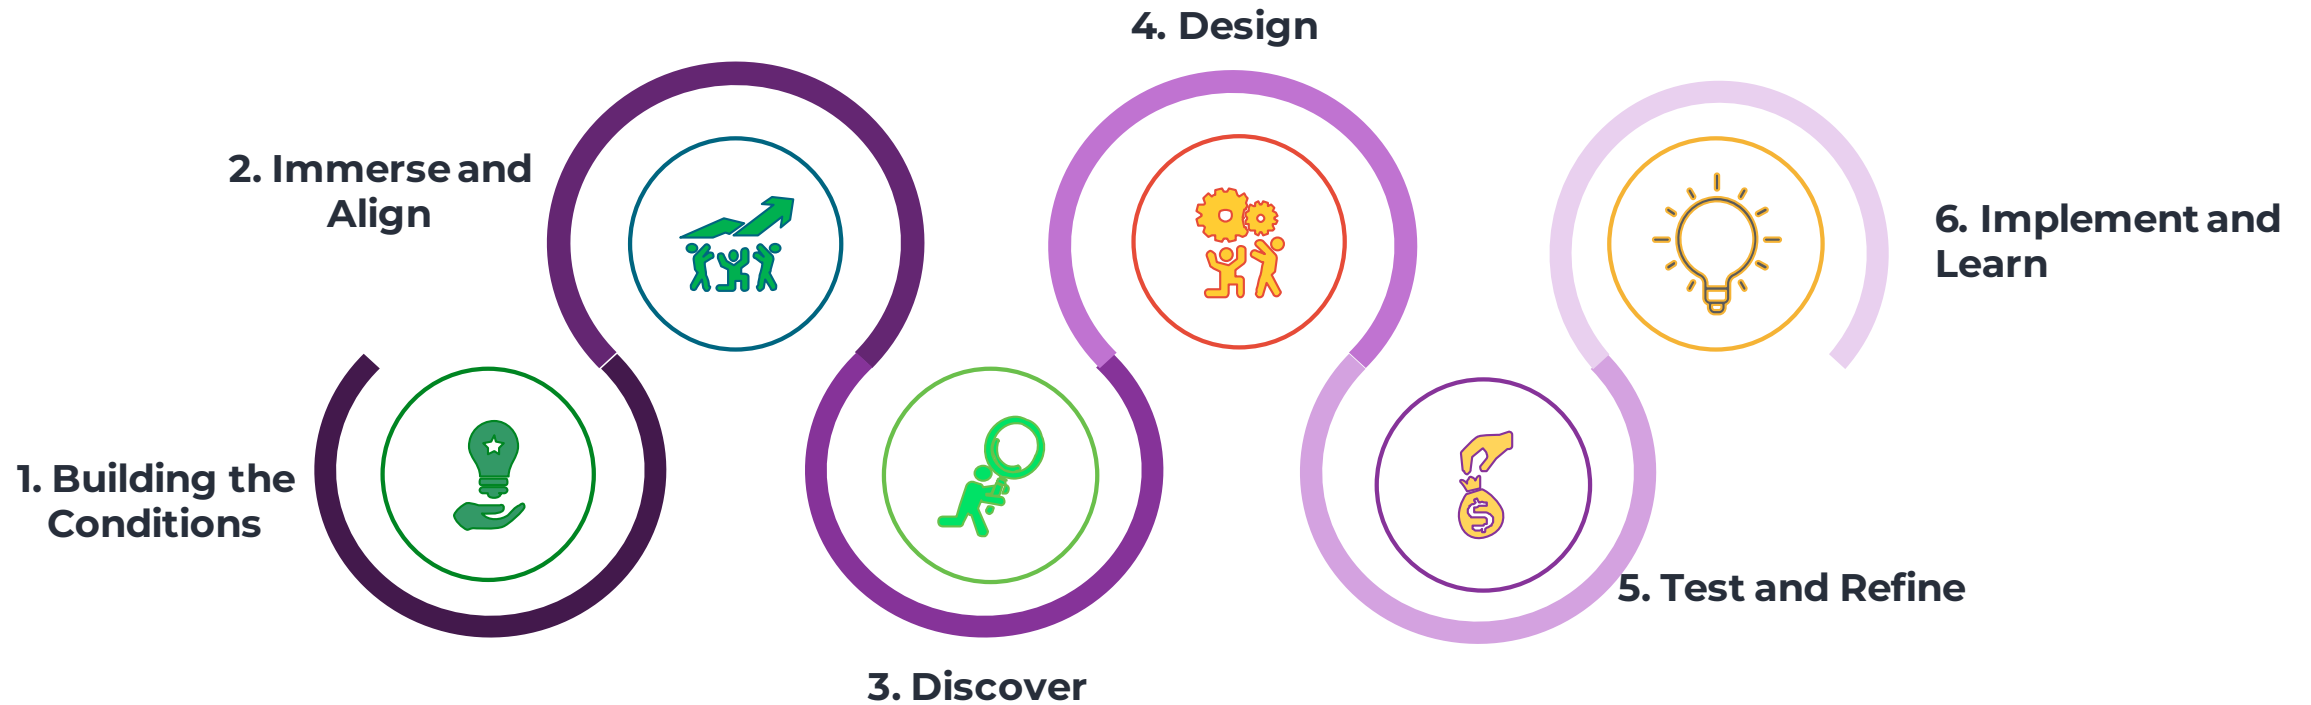 1. Building the
Conditions
2. Immerse and
Align
3. Discover
4. Design
5. Test and Refine
6. Implement and
Learn
$